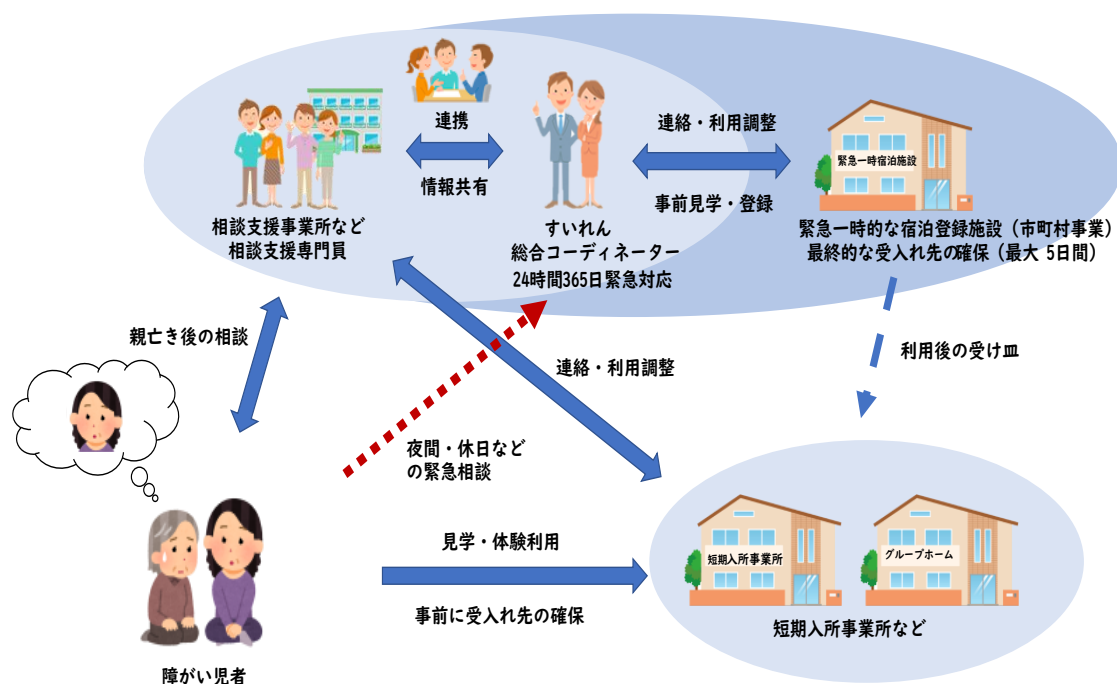 連携
情報共有
連絡・利用調整
事前見学・登録
緊急一時宿泊施設
相談支援事業所など
相談支援専門員
すいれん
総合コーディネーター
24時間365日緊急対応
緊急一時的な宿泊登録施設（市町村事業）
最終的な受入れ先の確保（最大 5日間）
親亡き後の相談
連絡・利用調整
利用後の受け皿
夜間・休日など
の緊急相談
見学・体験利用
事前に受入れ先の確保
短期入所事業所
グループホーム
短期入所事業所など
障がい児者